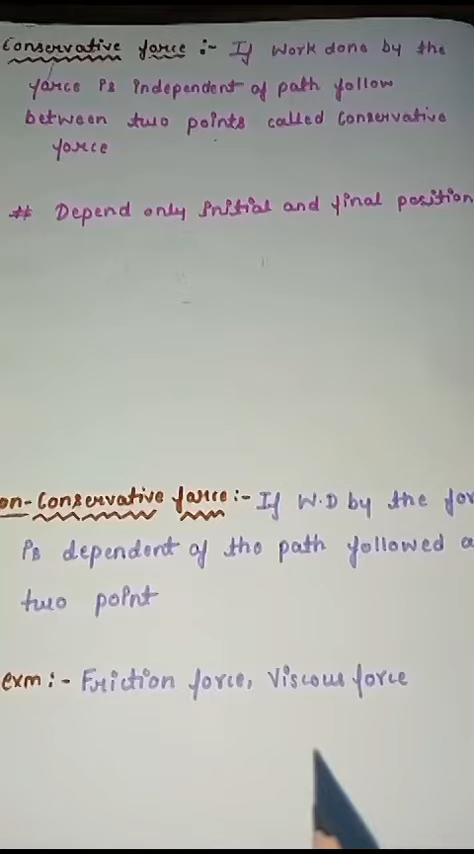 Conservative force :- If Work done by the
force is independent of path follow
between two points called Conservative
force
# Depend only initial and final position
on-Conservative force :- If W.D by the for
is dependent of the path followed a
two point
exm :- Friction force, Viscous force